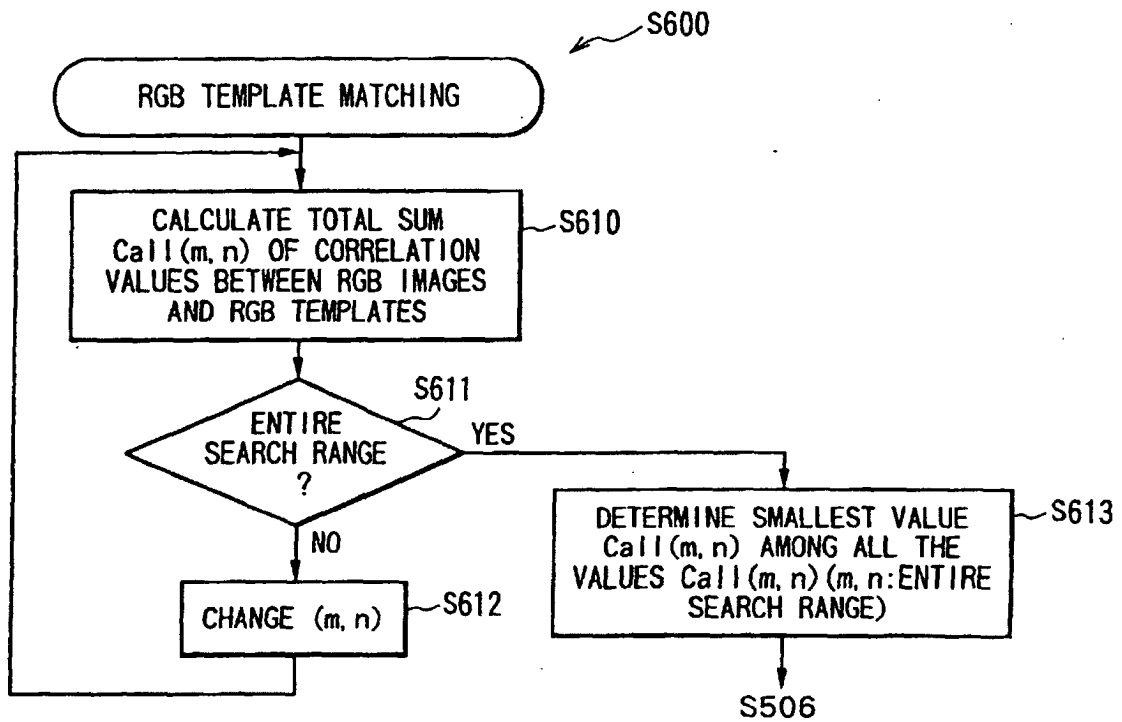 S600
RGB TEMPLATE MATCHING
CALCULATE TOTAL SUM
Call(m,n) OF CORRELATION
VALUES BETWEEN RGB IMAGES
AND RGB TEMPLATES
S610
S611
ENTIRE
SEARCH RANGE
?
YES
NO
CHANGE (m,n)
S612
DETERMINE SMALLEST VALUE
Call(m,n) AMONG ALL THE
VALUES Call(m,n)(m,n:ENTIRE
SEARCH RANGE)
S613
S506